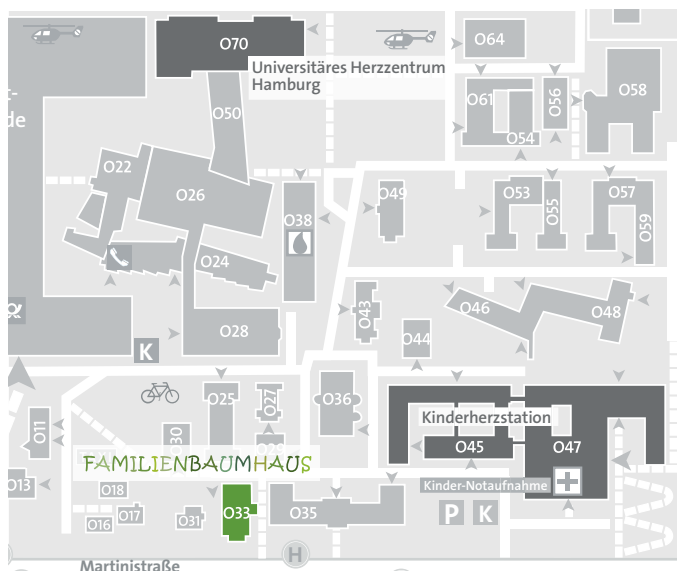 O70
O64
Universitäres Herzzentrum
Hamburg
O61
O56
O58
O50
O54
O22
O26
O49
O53
O55
O57
O59
O38
O24
O28
O43
O46
O48
O44
K
O25
O27
O36
O11
O30
Kinderherzstation
O45
O47
FAMILIENBAUMHAUS
O13
O18
Kinder-Notaufnahme
O16
O17
O31
O33
O35
P K
H
Martinistraße